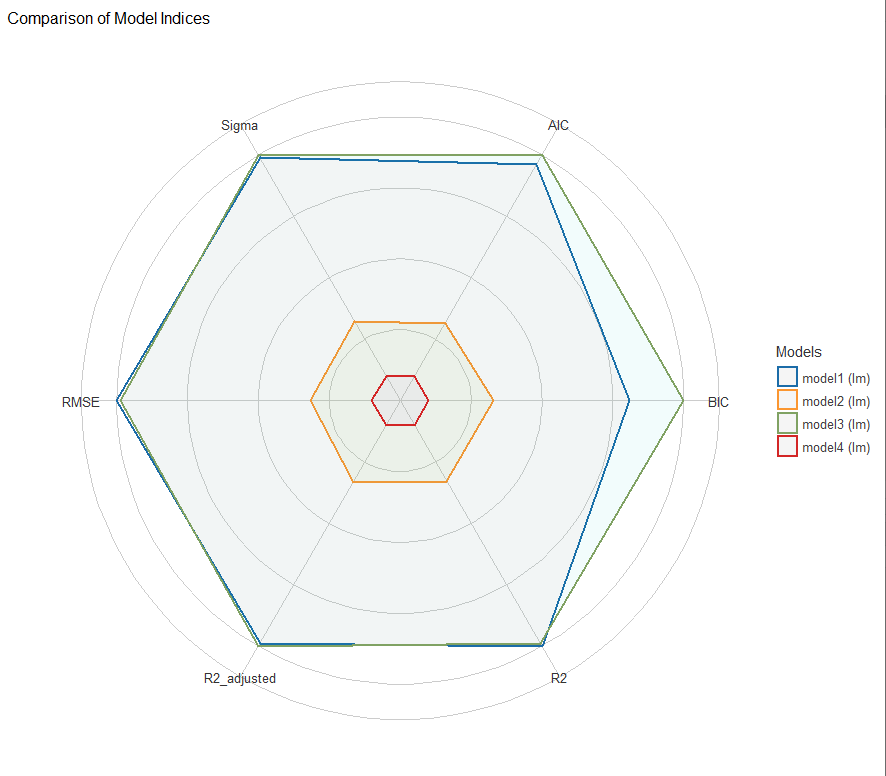 Comparison of Model Indices
Sigma
AIC
RMSE
BIC
R2_adjusted
R2
Models
model1 (lm)
model2 (lm)
model3 (lm)
model4 (lm)